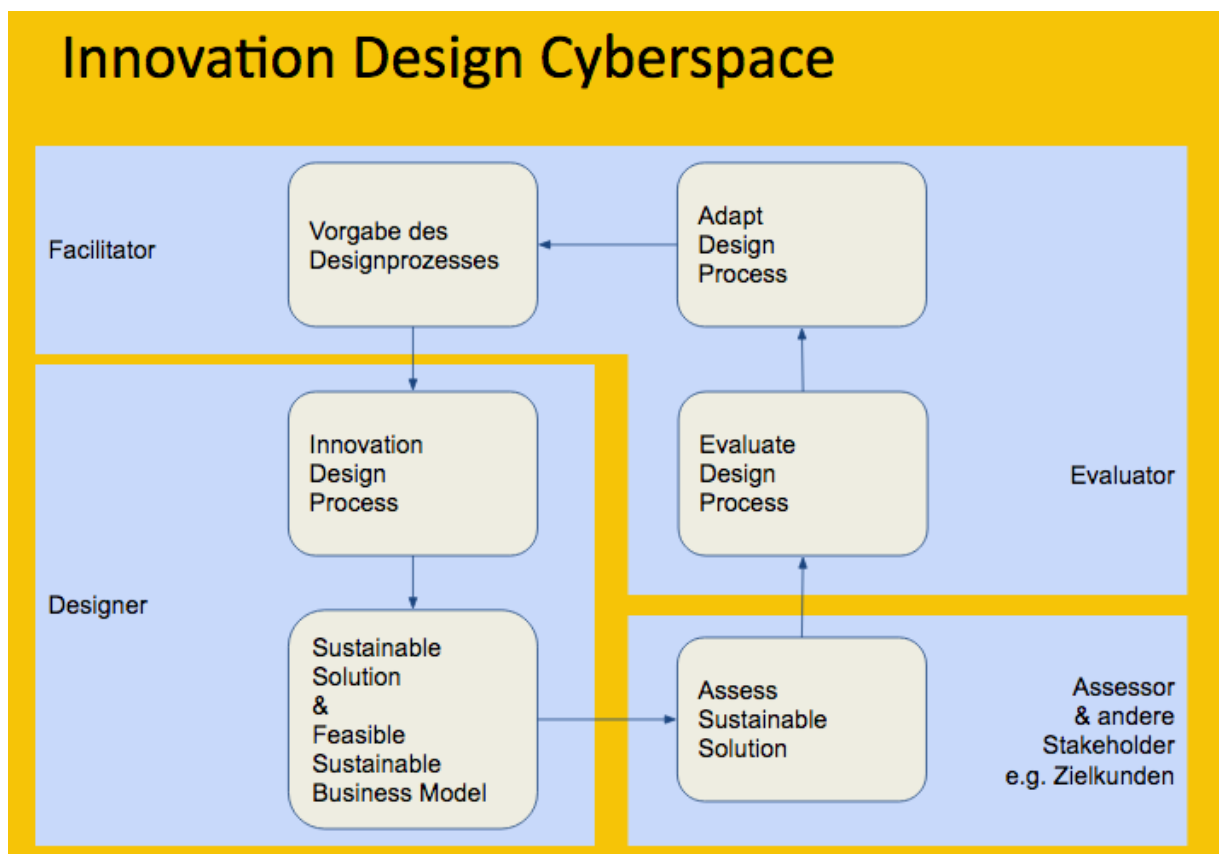 Innovation Design Cyberspace
Facilitator
Vorgabe des
Designprozesses
Adapt
Design
Process
Innovation
Design
Process
Evaluate
Design
Process
Evaluator
Designer
Sustainable
Solution
&
Feasible
Sustainable
Business Model
Assess
Sustainable
Solution
Assessor
& andere
Stakeholder
e.g. Zielkunden